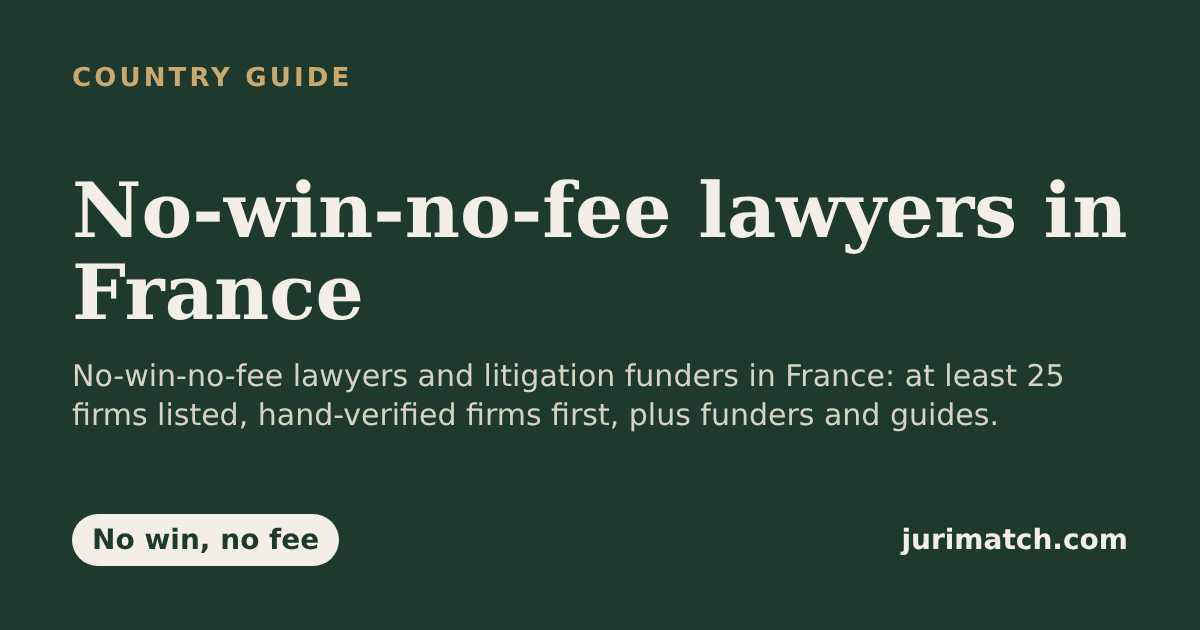 COUNTRY GUIDE
No-win-no-fee lawyers in
France
No-win-no-fee lawyers and litigation funders in France: at least 25
firms listed, hand-verified firms first, plus funders and guides.
No win, no fee
jurimatch.com